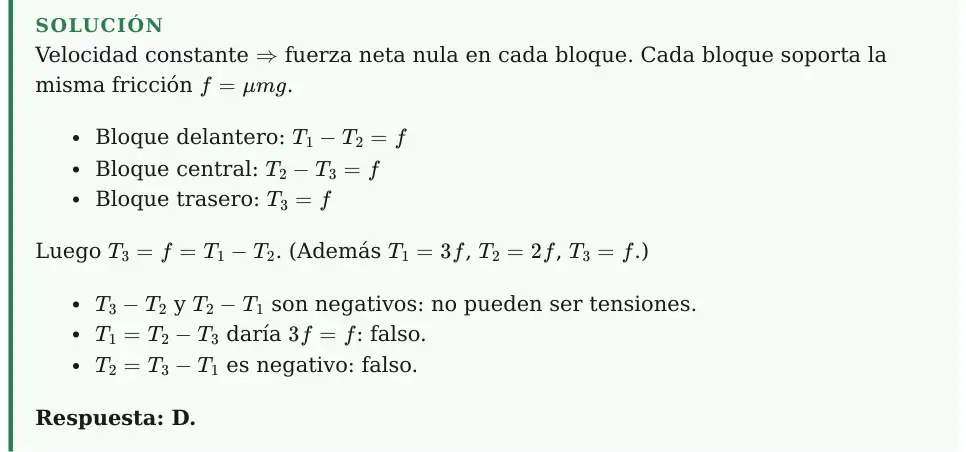 SOLUCIÓN
Velocidad constante ⇒ fuerza neta nula en cada bloque. Cada bloque soporta la
misma fricción f = μmg.
• Bloque delantero: T₁ − T₂ = f
• Bloque central: T₂ − T₃ = f
• Bloque trasero: T₃ = f
Luego T₃ = f = T₁ − T₂. (Además T₁ = 3f, T₂ = 2f, T₃ = f.)
• T₃ − T₂ y T₂ − T₁ son negativos: no pueden ser tensiones.
• T₁ = T₂ − T₃ daría 3f = f: falso.
• T₂ = T₃ − T₁ es negativo: falso.
Respuesta: D.